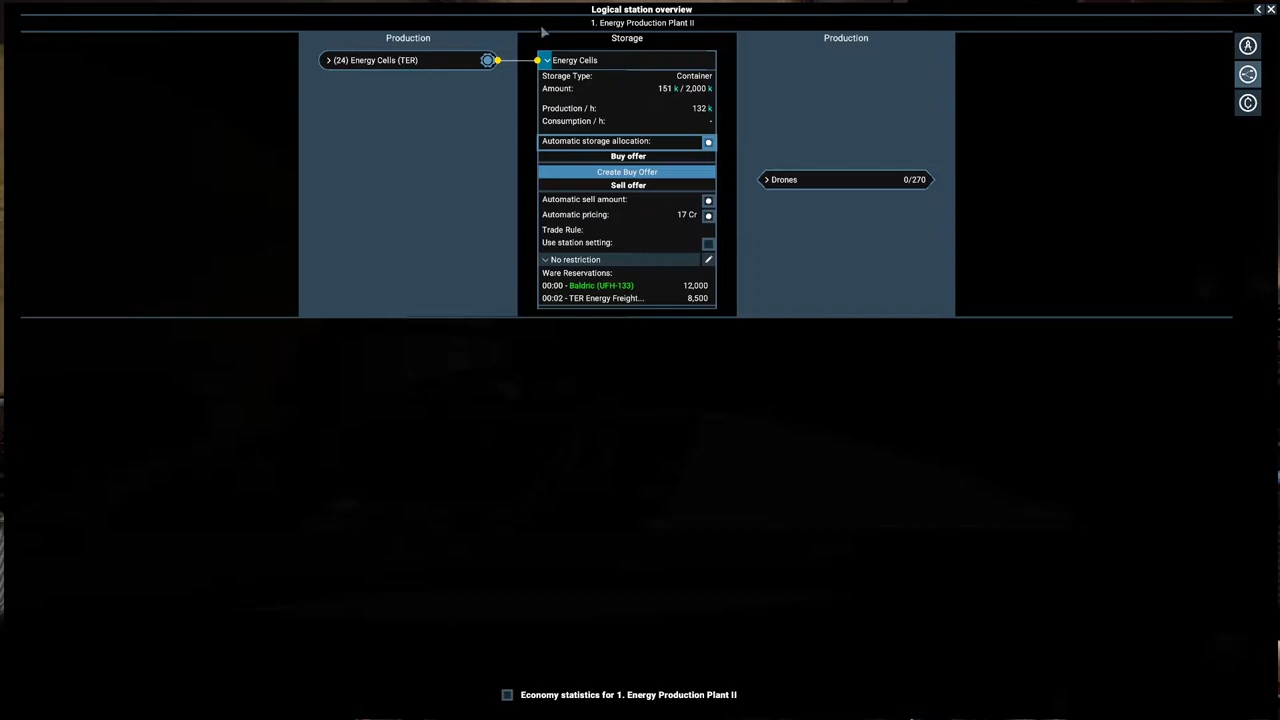 Logical station overview
1. Energy Production Plant II
Production
Storage
Production
(24) Energy Cells (TER)
Energy Cells
Storage Type: Container
Amount: 151 k / 2,000 k
Production / h: 132 k
Consumption / h: -
Automatic storage allocation:
Buy offer
Create Buy Offer
Sell offer
Automatic sell amount:
Automatic pricing: 17 Cr
Trade Rule:
Use station setting:
No restriction
Ware Reservations:
00:00 - Baldric (UFH-133) 12,000
00:02 - TER Energy Freight... 8,500
Drones 0/270
Economy statistics for 1. Energy Production Plant II